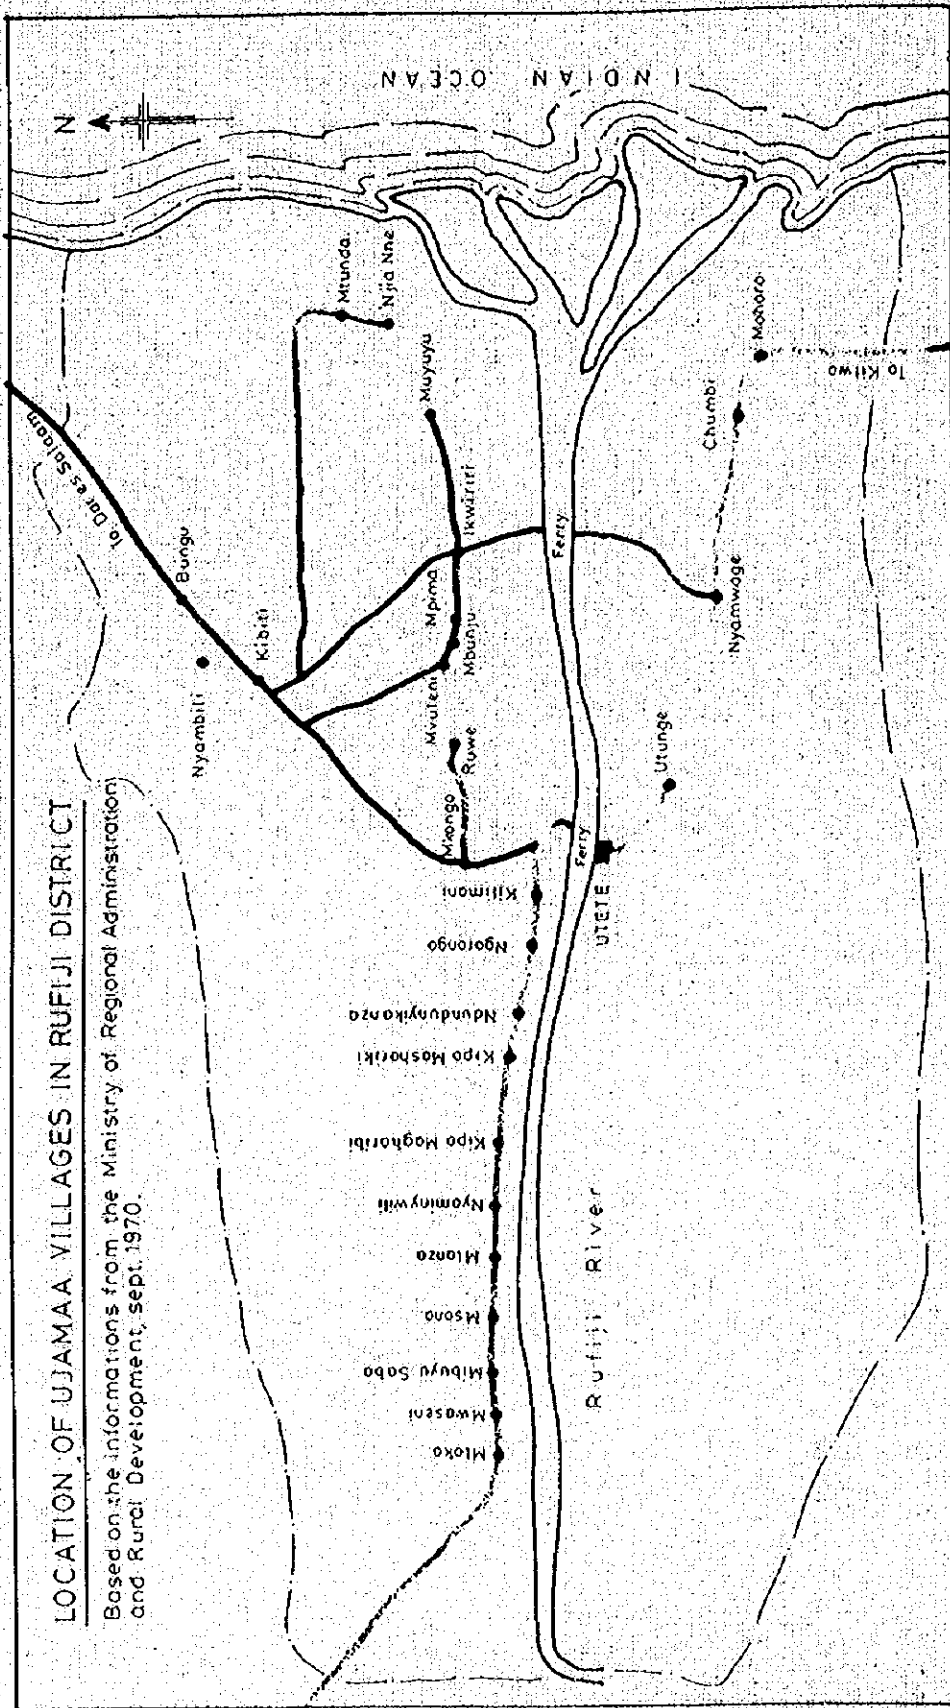 LOCATION OF UJAMAA VILLAGES IN RUFIJI DISTRICT
Based on the informations from the Ministry of Regional Administration
and Rural Development, sept. 1970.
N
INDIAN OCEAN
To Dar es Salaam
Bungu
Nyambili
Kibiti
Mtunda
Njia Nne
Muyuyu
Ikwiriri
Mpima
Mbunju
Mvuleni
Ruwe
Mkongo
Kilimani
Ngorongo
Ndundunyikanza
Kipo Mashariki
Kipo Magharibi
Nyaminywili
Mtanza
Msona
Mibuyu Saba
Mwaseni
Mloka
Ferry
Ferry
UTETE
Utunge
Nyamwage
Chumbi
Mohoro
To Kilwa
Rufiji River